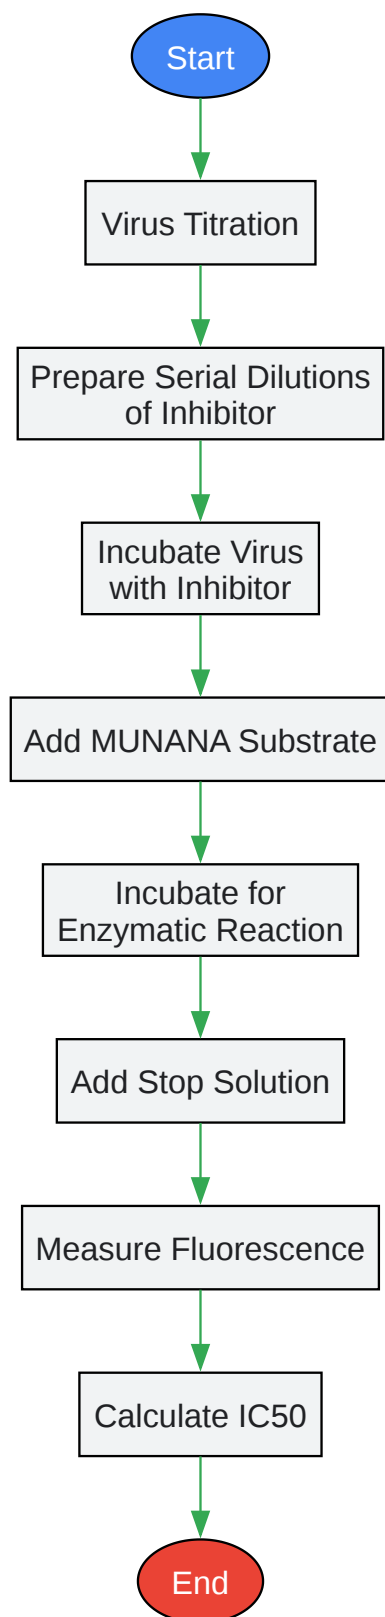 Start
Virus Titration
Prepare Serial Dilutions
of Inhibitor
Incubate Virus
with Inhibitor
Add MUNANA Substrate
Incubate for
Enzymatic Reaction
Add Stop Solution
Measure Fluorescence
Calculate IC50
End